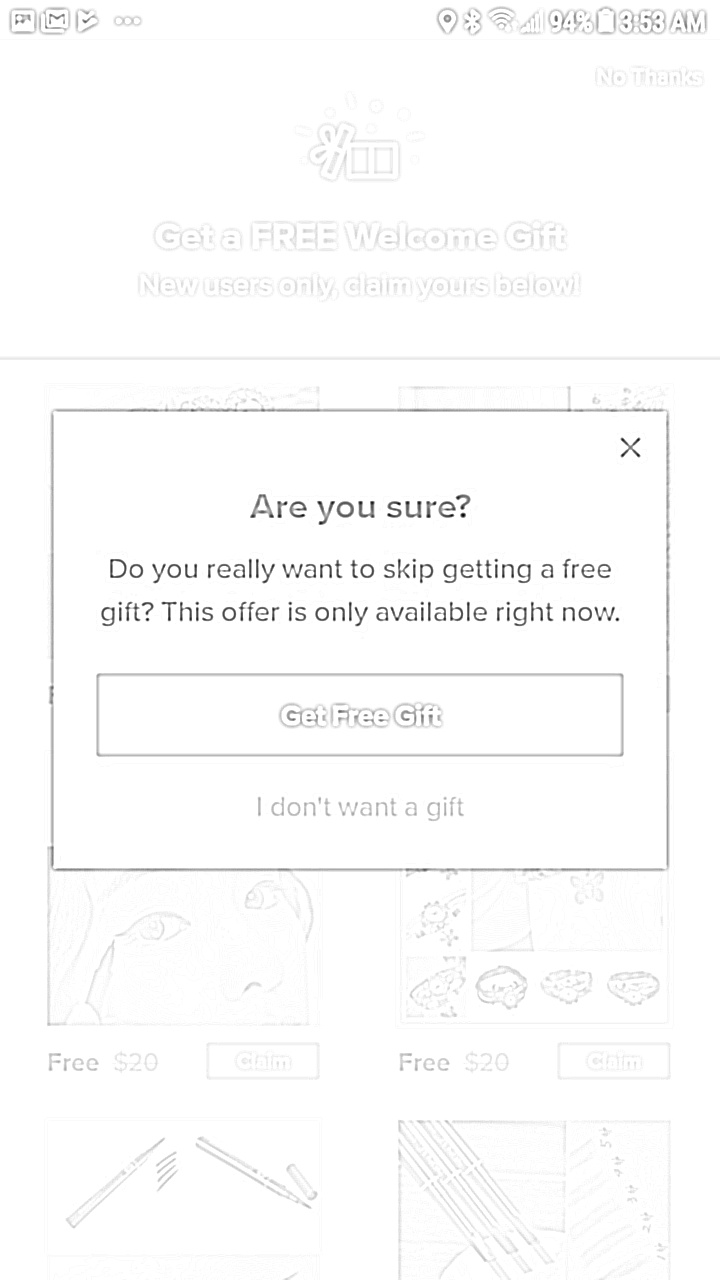 94% 3:53 AM
No Thanks
Get a FREE Welcome Gift
New users only, claim yours below!
Are you sure?
Do you really want to skip getting a free
gift? This offer is only available right now.
Get Free Gift
I don't want a gift
Free $20 Claim
Free $20 Claim